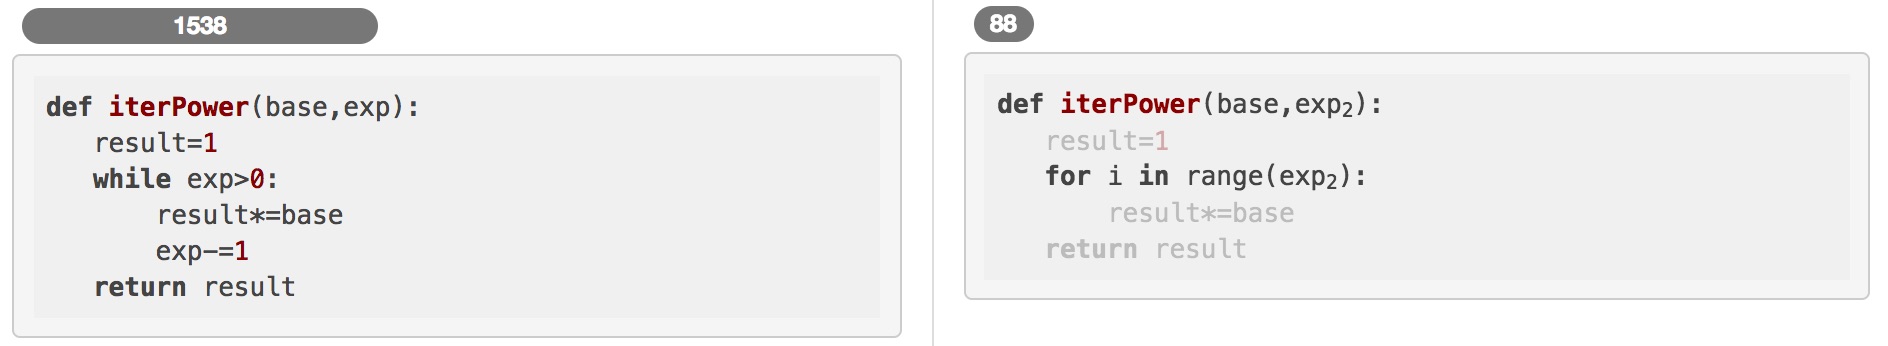 1538
def iterPower(base,exp):
result=1
while exp>0:
result*=base
exp-=1
return result
88
def iterPower(base,exp₂):
result=1
for i in range(exp₂):
result*=base
return result